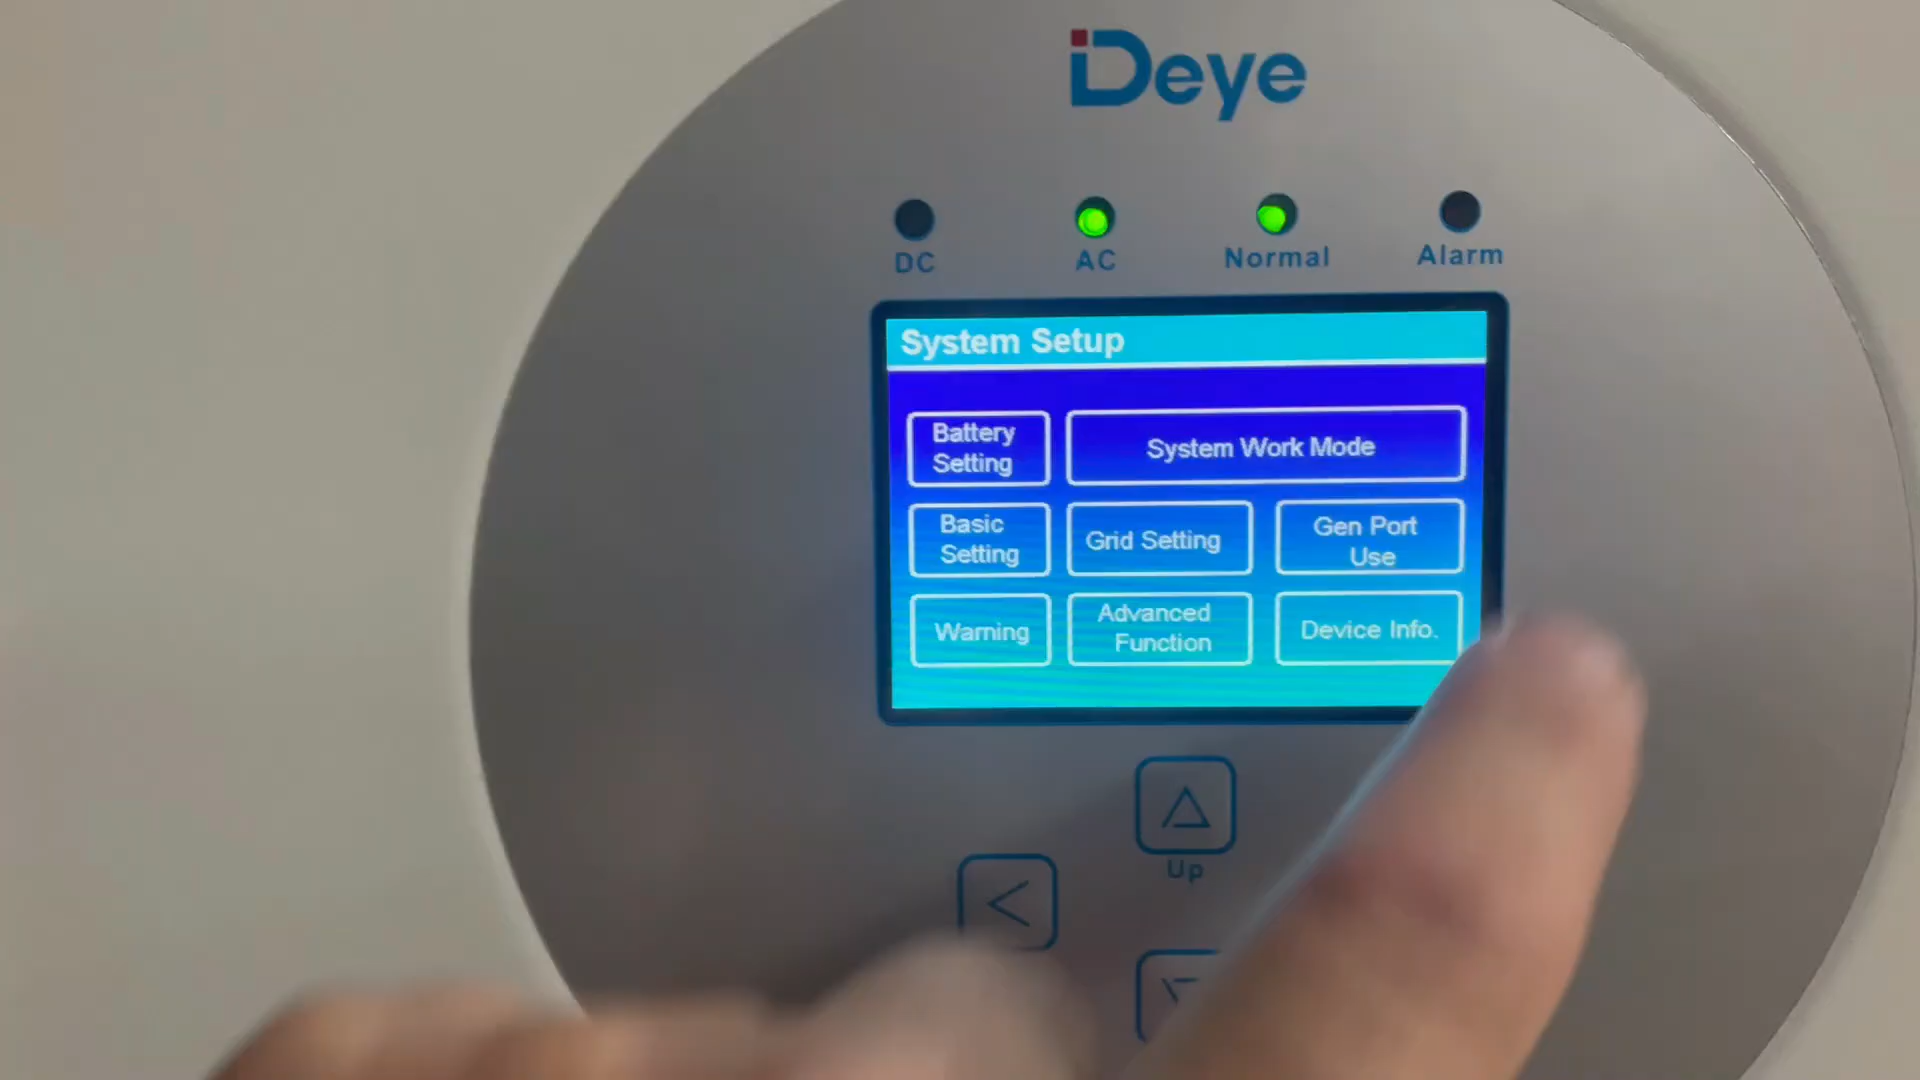 Deye
DC
AC
Normal
Alarm
System Setup
Battery
Setting
System Work Mode
Basic
Setting
Grid Setting
Gen Port
Use
Warning
Advanced
Function
Device Info.
Up